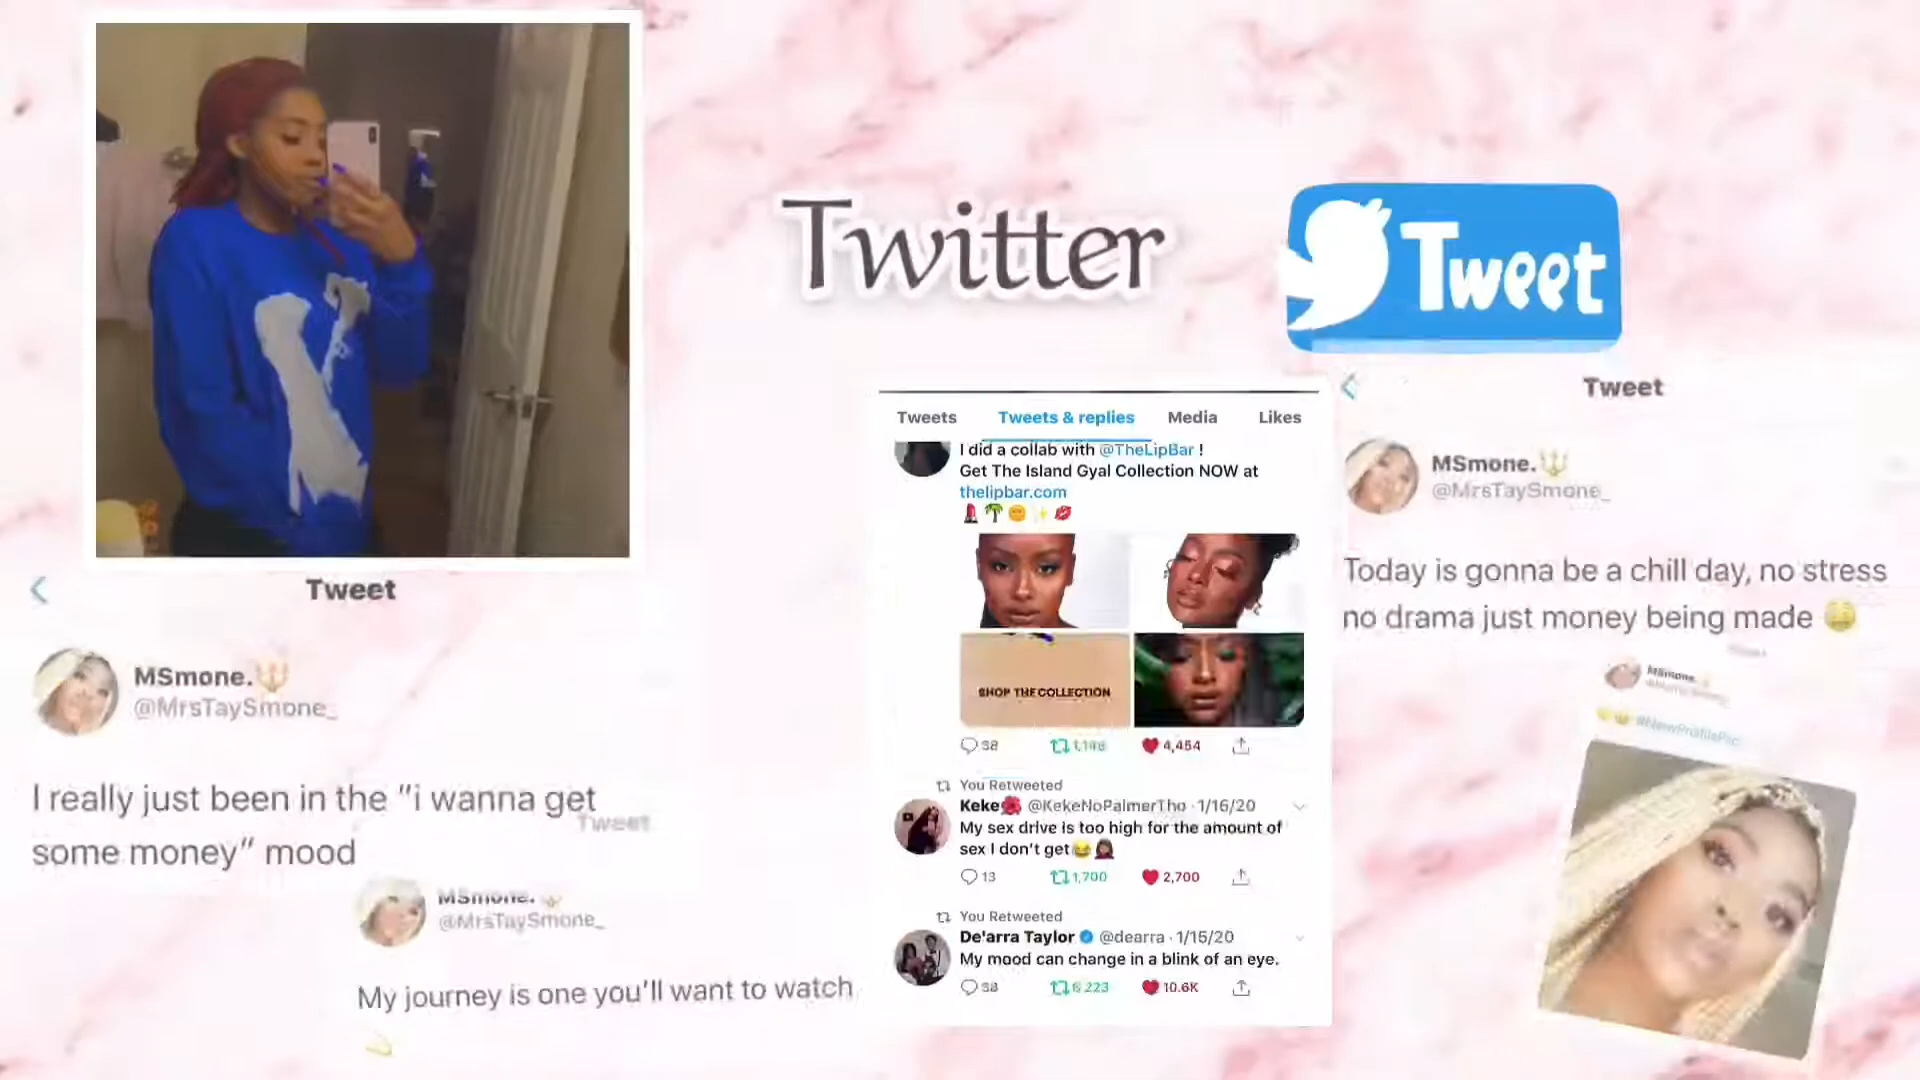 Twitter
Tweet
Tweet
MSmone.🔱
@MrsTaySmone_
I really just been in the "i wanna get
some money" mood
Tweet
MSmone.
@MrsTaySmone_
My journey is one you'll want to watch
💫
Tweets Tweets & replies Media Likes
I did a collab with @TheLipBar !
Get The Island Gyal Collection NOW at
thelipbar.com
💄🌴🌞✨💋
SHOP THE COLLECTION
4,454
You Retweeted
Keke🌺 @KekeNoPalmerTho · 1/16/20
My sex drive is too high for the amount of
sex I don't get😂🤦🏾‍♀️
13 1,700 2,700
You Retweeted
De'arra Taylor @dearra · 1/15/20
My mood can change in a blink of an eye.
10.6K
Tweet
MSmone.🔱
@MrsTaySmone_
Today is gonna be a chill day, no stress
no drama just money being made 🤑
MSmone.
#NewProfilePic